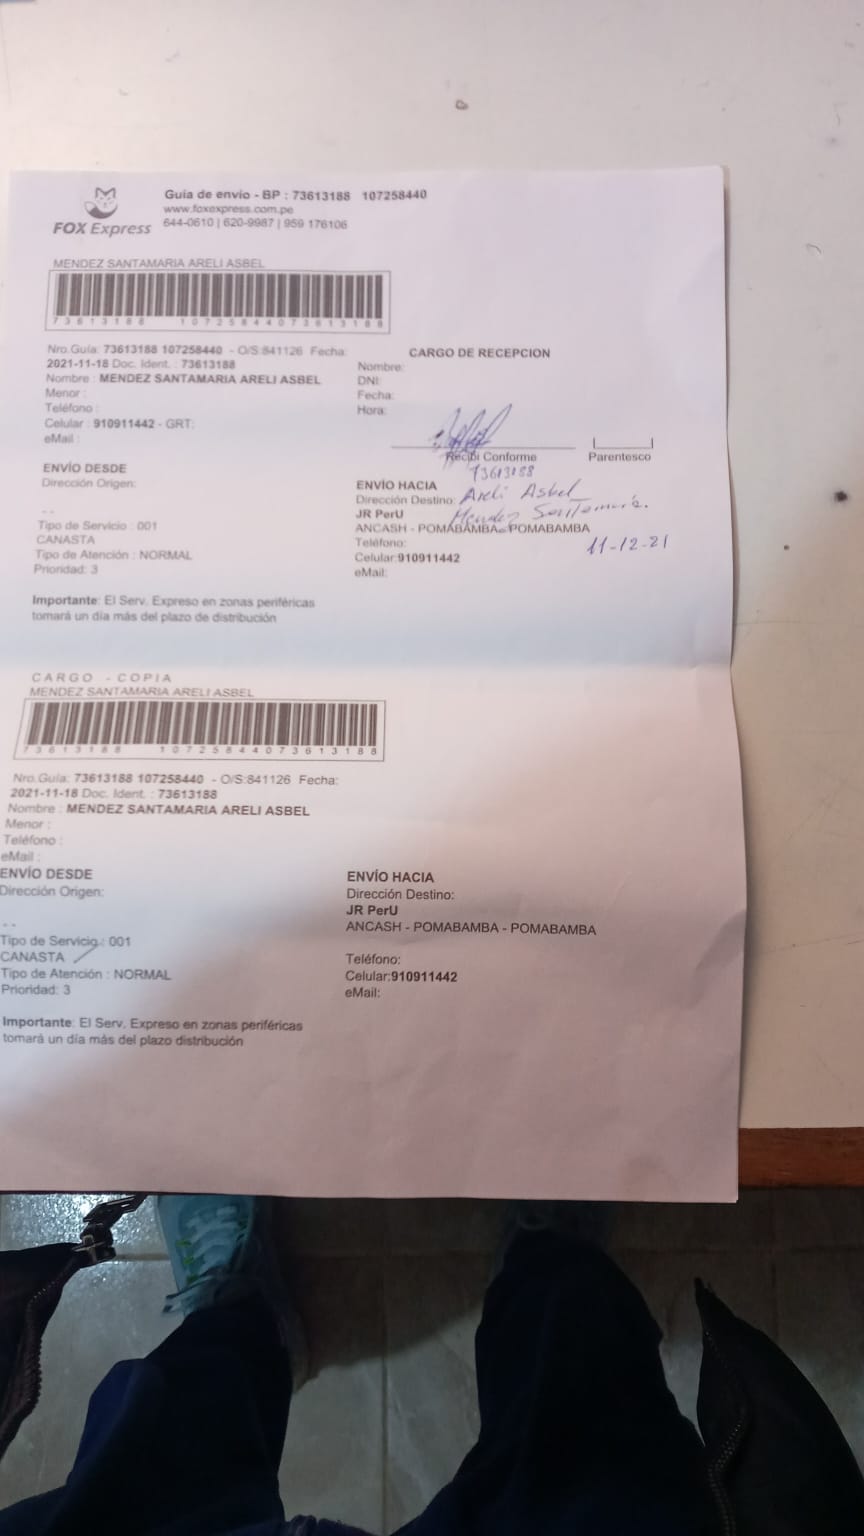 FOX Express
Guía de envío - BP : 73613188 107258440
www.foxexpress.com.pe
644-0610 | 620-9987 | 959 176106
MENDEZ SANTAMARIA ARELI ASBEL
73613188 10725844073613188
Nro.Guía: 73613188 107258440 - O/S:841126 Fecha:
2021-11-18 Doc. Ident. : 73613188
Nombre : MENDEZ SANTAMARIA ARELI ASBEL
Menor :
Teléfono :
Celular : 910911442 - GRT:
eMail :
CARGO DE RECEPCION
Nombre:
DNI:
Fecha:
Hora:
Recibi Conforme
Parentesco
73613188
ENVÍO DESDE
Dirección Origen:
- -
Tipo de Servicio : 001
CANASTA
Tipo de Atención : NORMAL
Prioridad: 3
ENVÍO HACIA
Dirección Destino: Areli Asbel
JR PerU Mendez Santamaria.
ANCASH - POMABAMBA - POMABAMBA
Teléfono: 11-12-21
Celular:910911442
eMail:
Importante: El Serv. Expreso en zonas periféricas
tomará un día más del plazo de distribución
CARGO - COPIA
MENDEZ SANTAMARIA ARELI ASBEL
73613188 10725844073613188
Nro.Guía: 73613188 107258440 - O/S:841126 Fecha:
2021-11-18 Doc. Ident. : 73613188
Nombre : MENDEZ SANTAMARIA ARELI ASBEL
Menor :
Teléfono :
eMail :
ENVÍO DESDE
Dirección Origen:
- -
Tipo de Servicio : 001
CANASTA
Tipo de Atención : NORMAL
Prioridad: 3
ENVÍO HACIA
Dirección Destino:
JR PerU
ANCASH - POMABAMBA - POMABAMBA
Teléfono:
Celular:910911442
eMail:
Importante: El Serv. Expreso en zonas periféricas
tomará un día más del plazo distribución